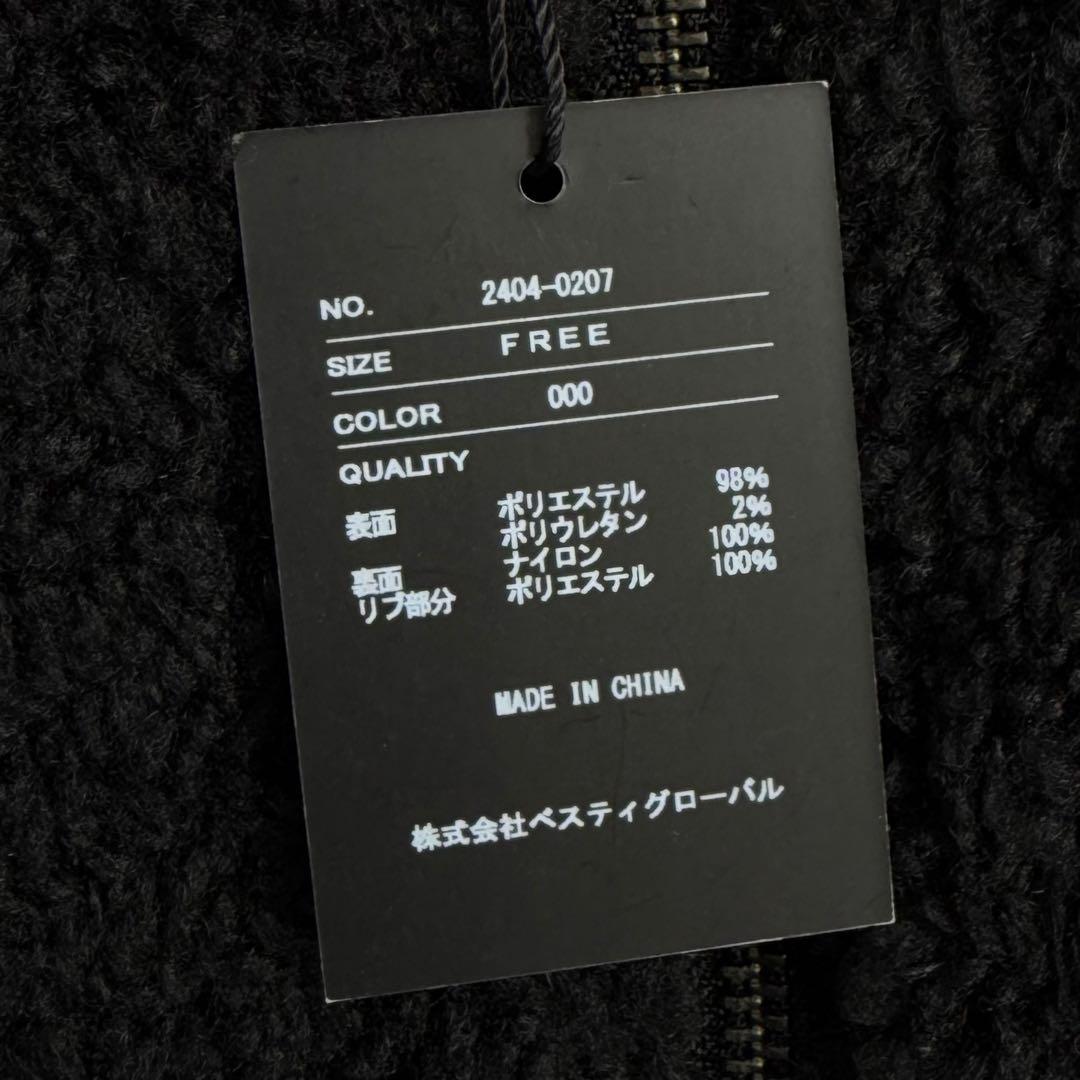 NO. 2404-0207
SIZE FREE
COLOR 000
QUALITY
表面 ポリエステル 98%
ポリウレタン 2%
裏面 ナイロン 100%
リブ部分 ポリエステル 100%
MADE IN CHINA
株式会社ベスティグローバル